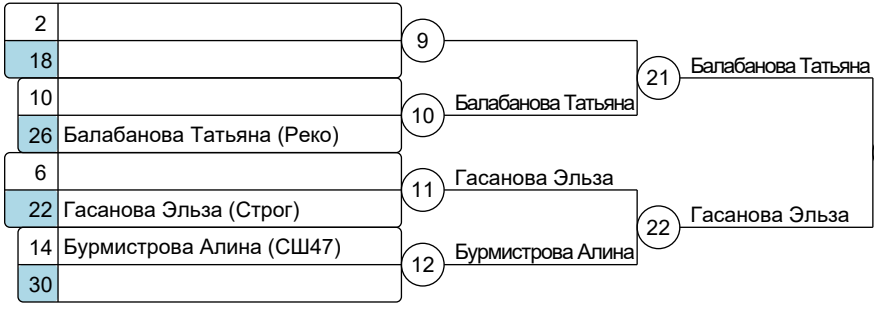 2
9
18
21 Балабанова Татьяна
10
10 Балабанова Татьяна
26 Балабанова Татьяна (Реко)
6
11 Гасанова Эльза
22 Гасанова Эльза (Строг)
22 Гасанова Эльза
14 Бурмистрова Алина (СШ47)
12 Бурмистрова Алина
30